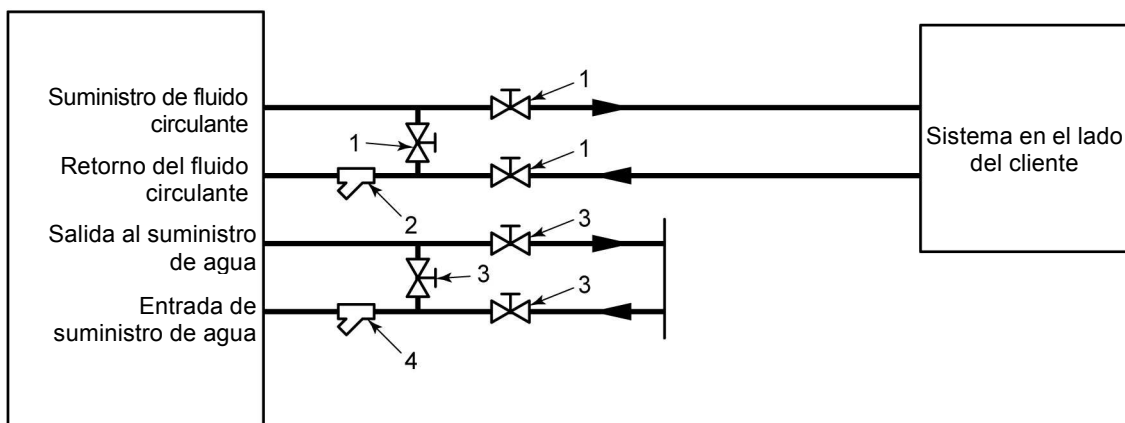 Suministro de fluido
circulante
Retorno del fluido
circulante
Salida al suministro
de agua
Entrada de
suministro de agua
1
1
1
2
3
3
3
4
Sistema en el lado
del cliente